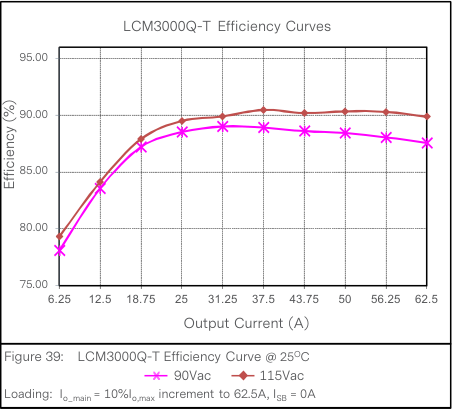 LCM3000Q-T Efficiency Curves
95.00
90.00
85.00
80.00
75.00
Efficiency (%)
6.25 12.5 18.75 25 31.25 37.5 43.75 50 56.25 62.5
Output Current (A)
Figure 39: LCM3000Q-T Efficiency Curve @ 25°C
90Vac 115Vac
Loading: Io_main = 10%Io,max increment to 62.5A, ISB = 0A